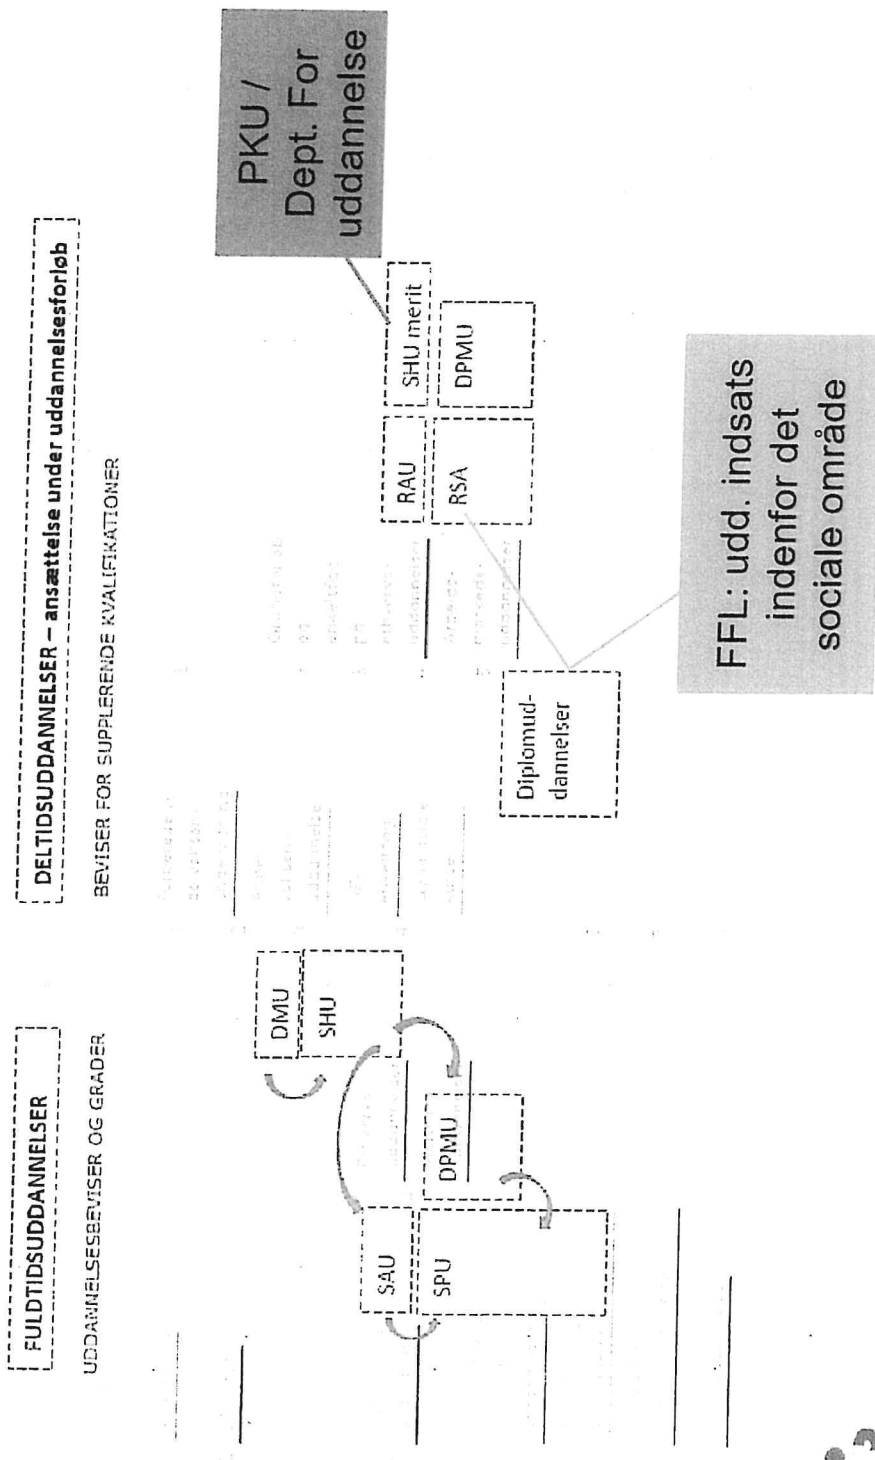 FULDTIDSUDDANNELSER
UDDANNELSESBEVISER OG GRADER
DELTIDSUDDANNELSER – ansættelse under uddannelsesforløb
BEVISER FOR SUPPLERENDE KVALIFIKATIONER
PKU /
Dept. For
uddannelse
DMU
SHU
SAU
SPU
DPMU
RAU
SHU merit
RSA
DPMU
uddannelser
Diplomud-
dannelser
FFL: udd. indsats
indenfor det
sociale område